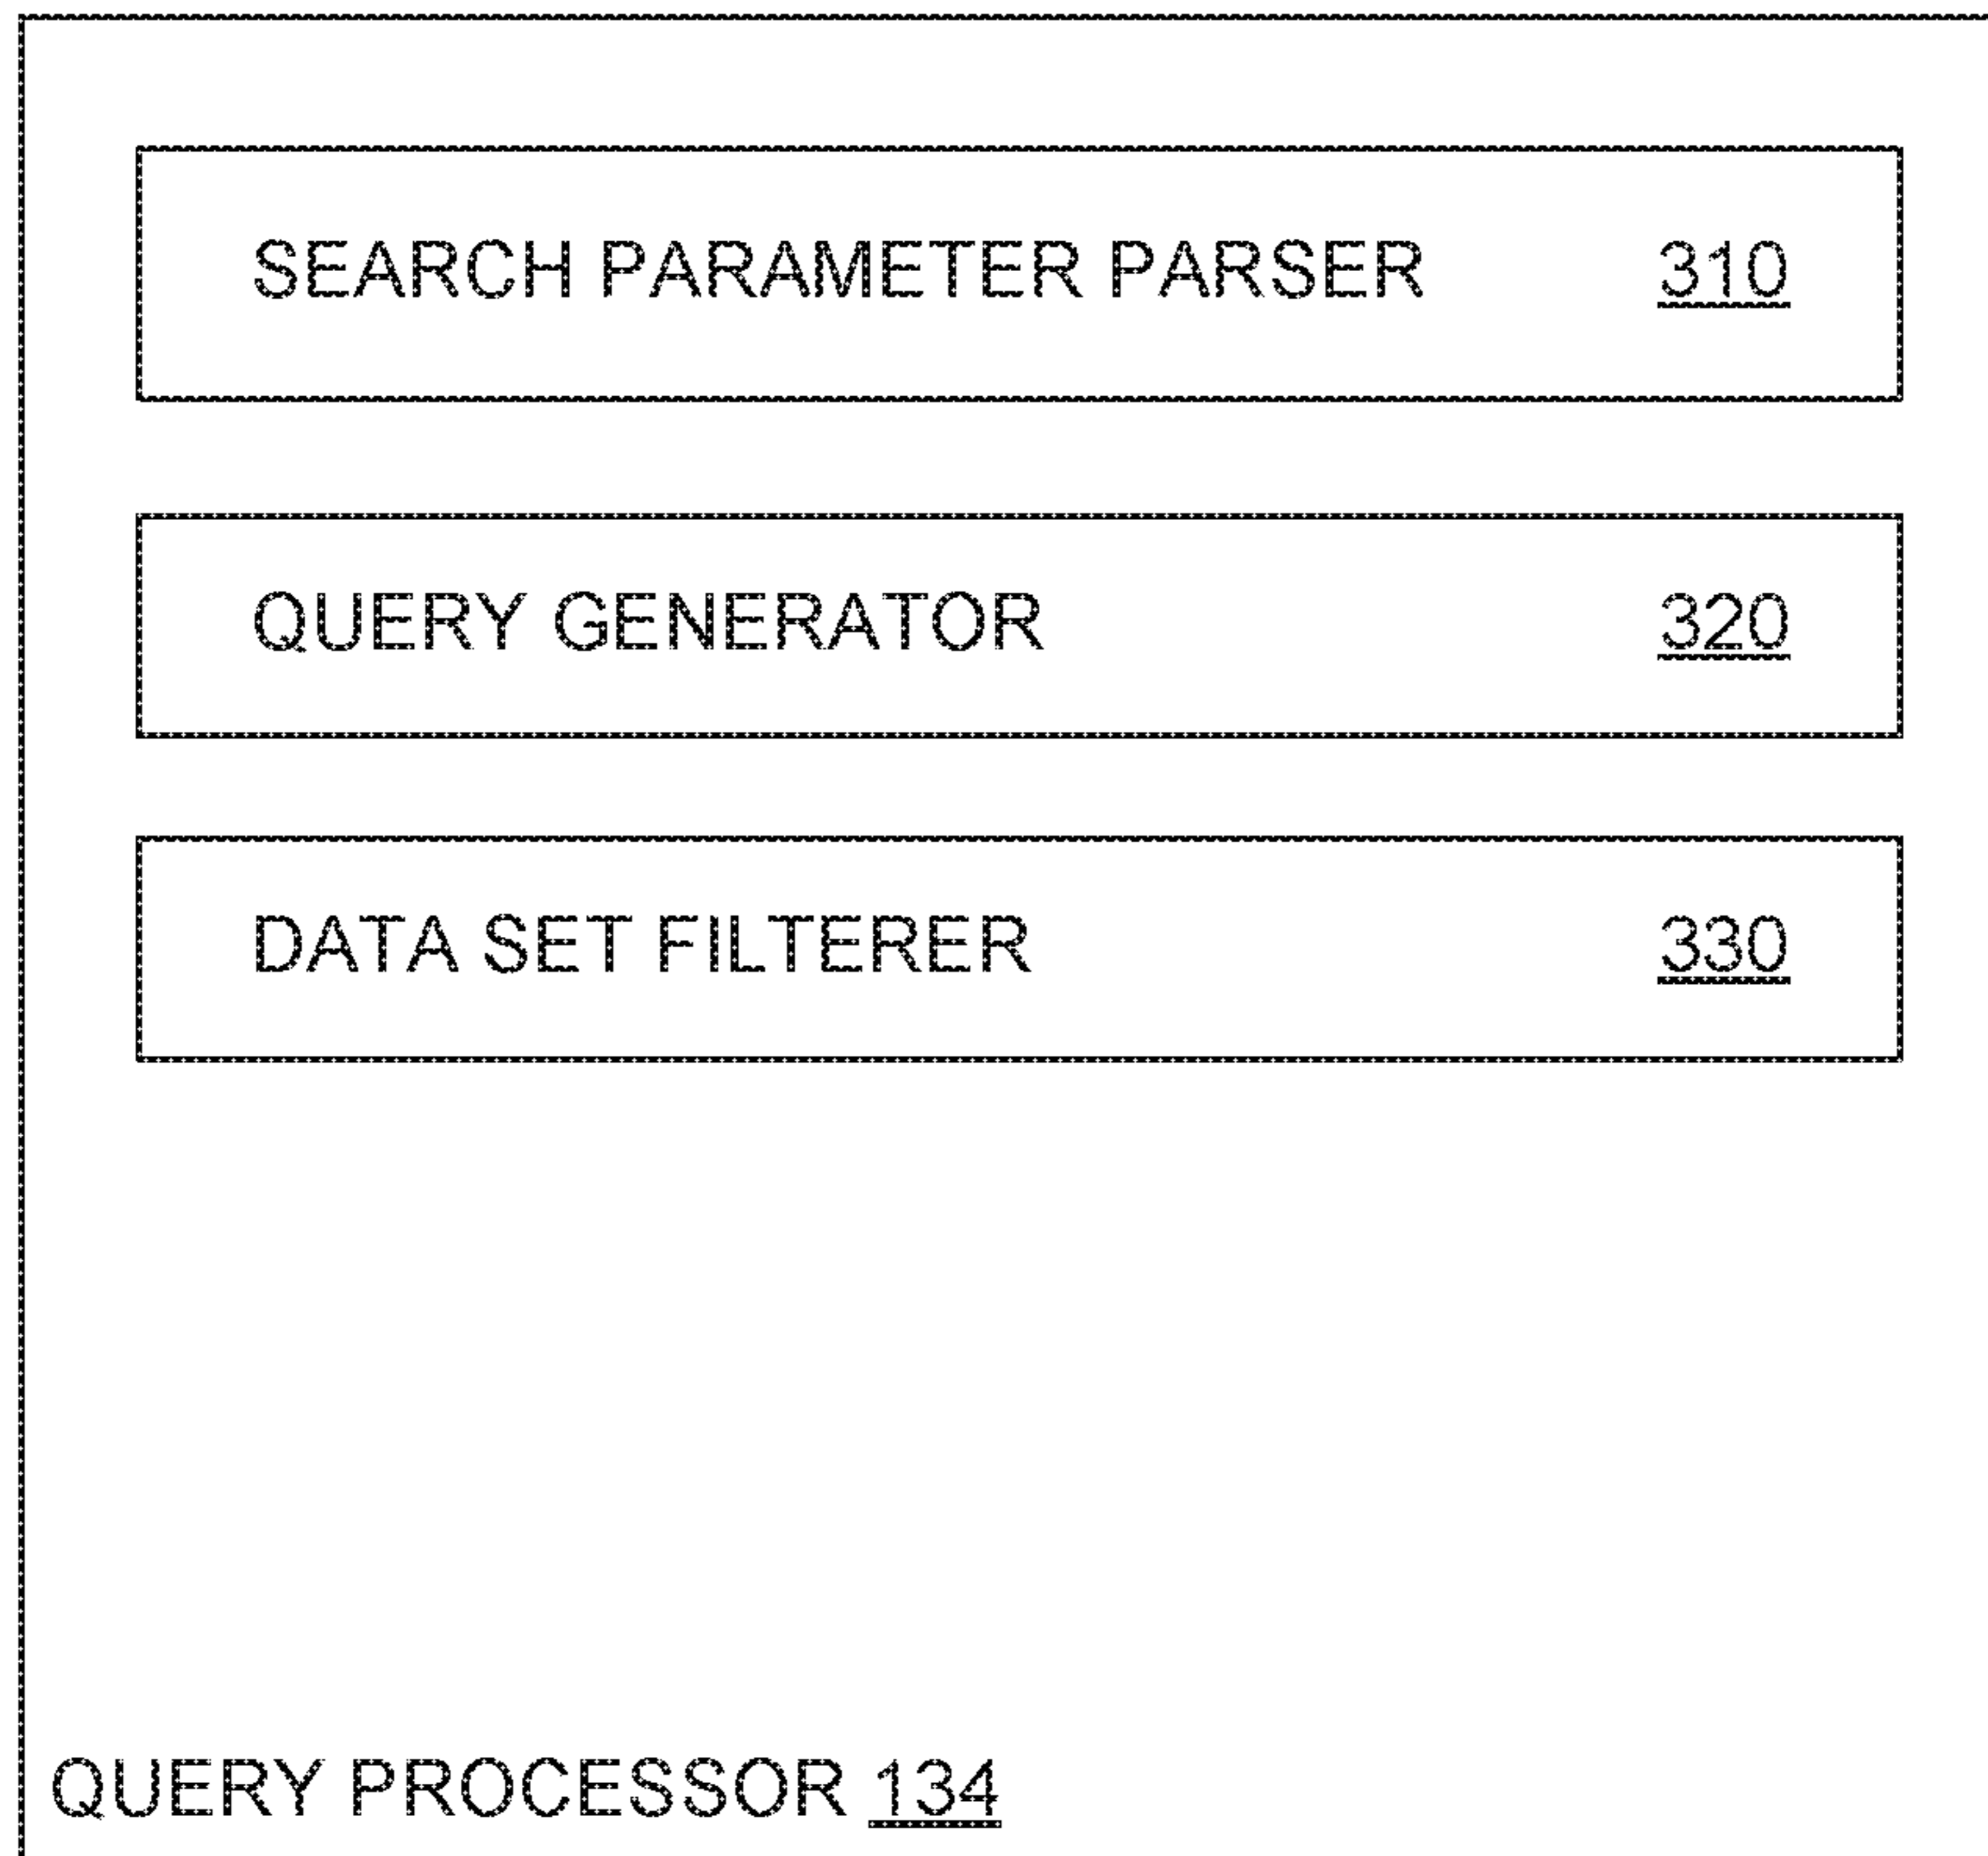 SEARCH PARAMETER PARSER 310
QUERY GENERATOR 320
DATA SET FILTERER 330
QUERY PROCESSOR 134